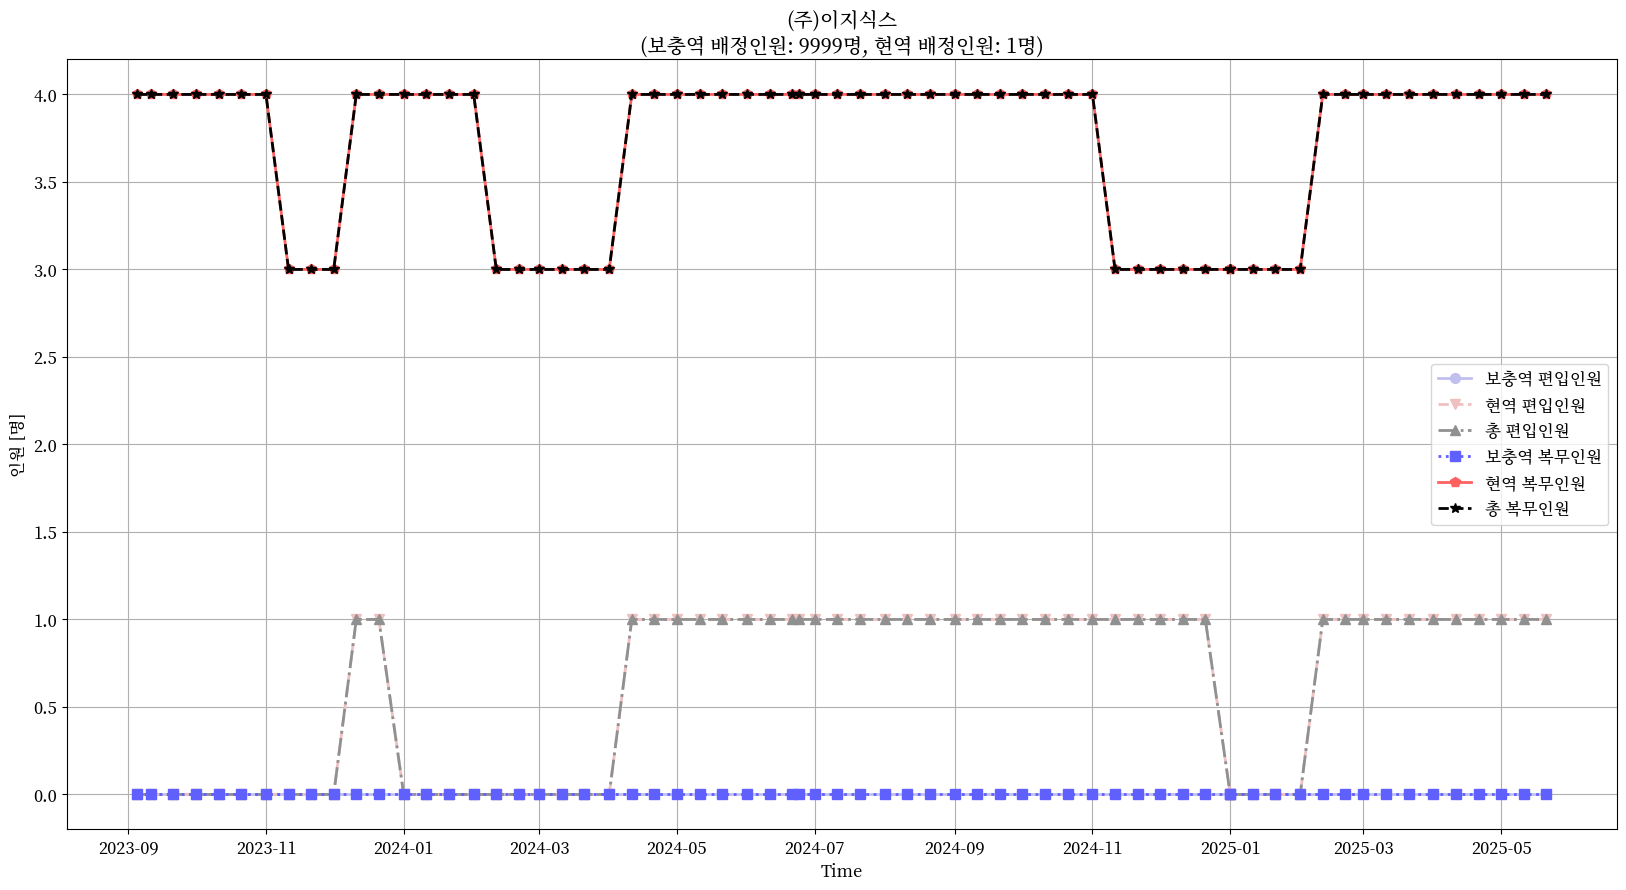 (주)이지식스
(보충역 배정인원: 9999명, 현역 배정인원: 1명)
4.0
3.5
3.0
2.5
2.0
1.5
1.0
0.5
0.0
인원 [명]
보충역 편입인원
현역 편입인원
총 편입인원
보충역 복무인원
현역 복무인원
총 복무인원
2023-09
2023-11
2024-01
2024-03
2024-05
2024-07
2024-09
2024-11
2025-01
2025-03
2025-05
Time